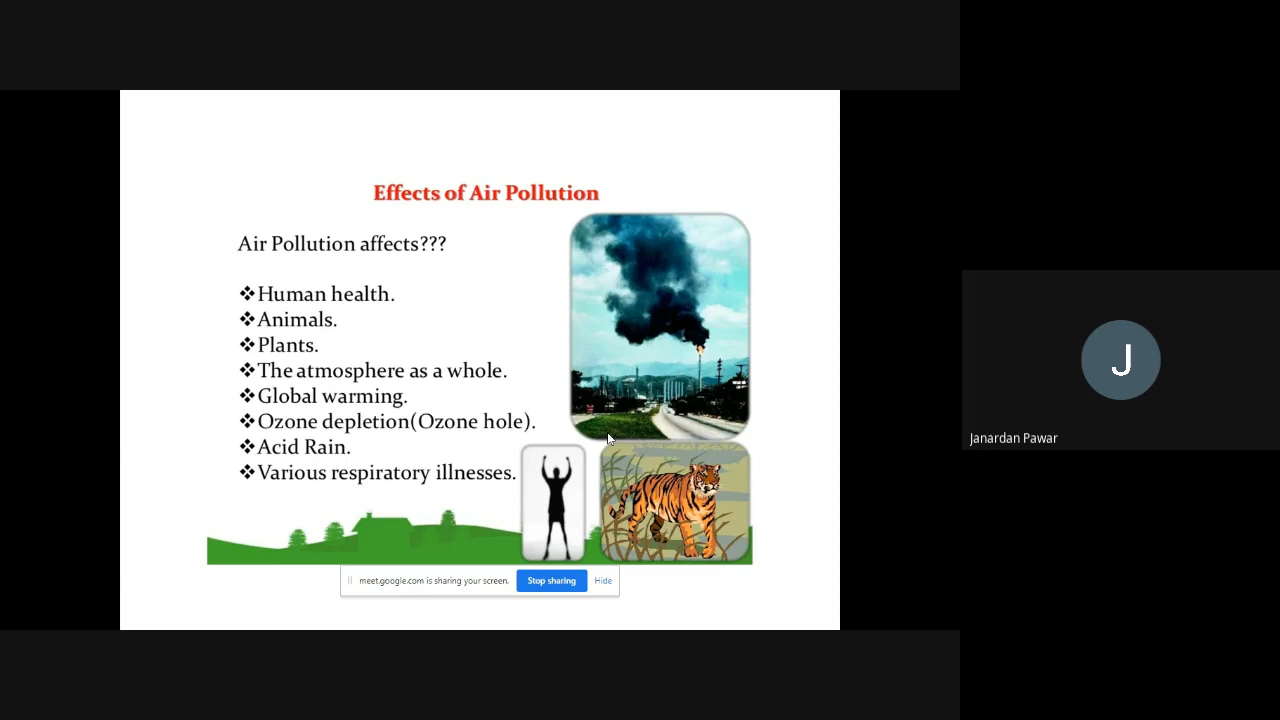 Effects of Air Pollution
Air Pollution affects???
❖Human health.
❖Animals.
❖Plants.
❖The atmosphere as a whole.
❖Global warming.
❖Ozone depletion(Ozone hole).
❖Acid Rain.
❖Various respiratory illnesses.
meet.google.com is sharing your screen. Stop sharing Hide
J
Janardan Pawar